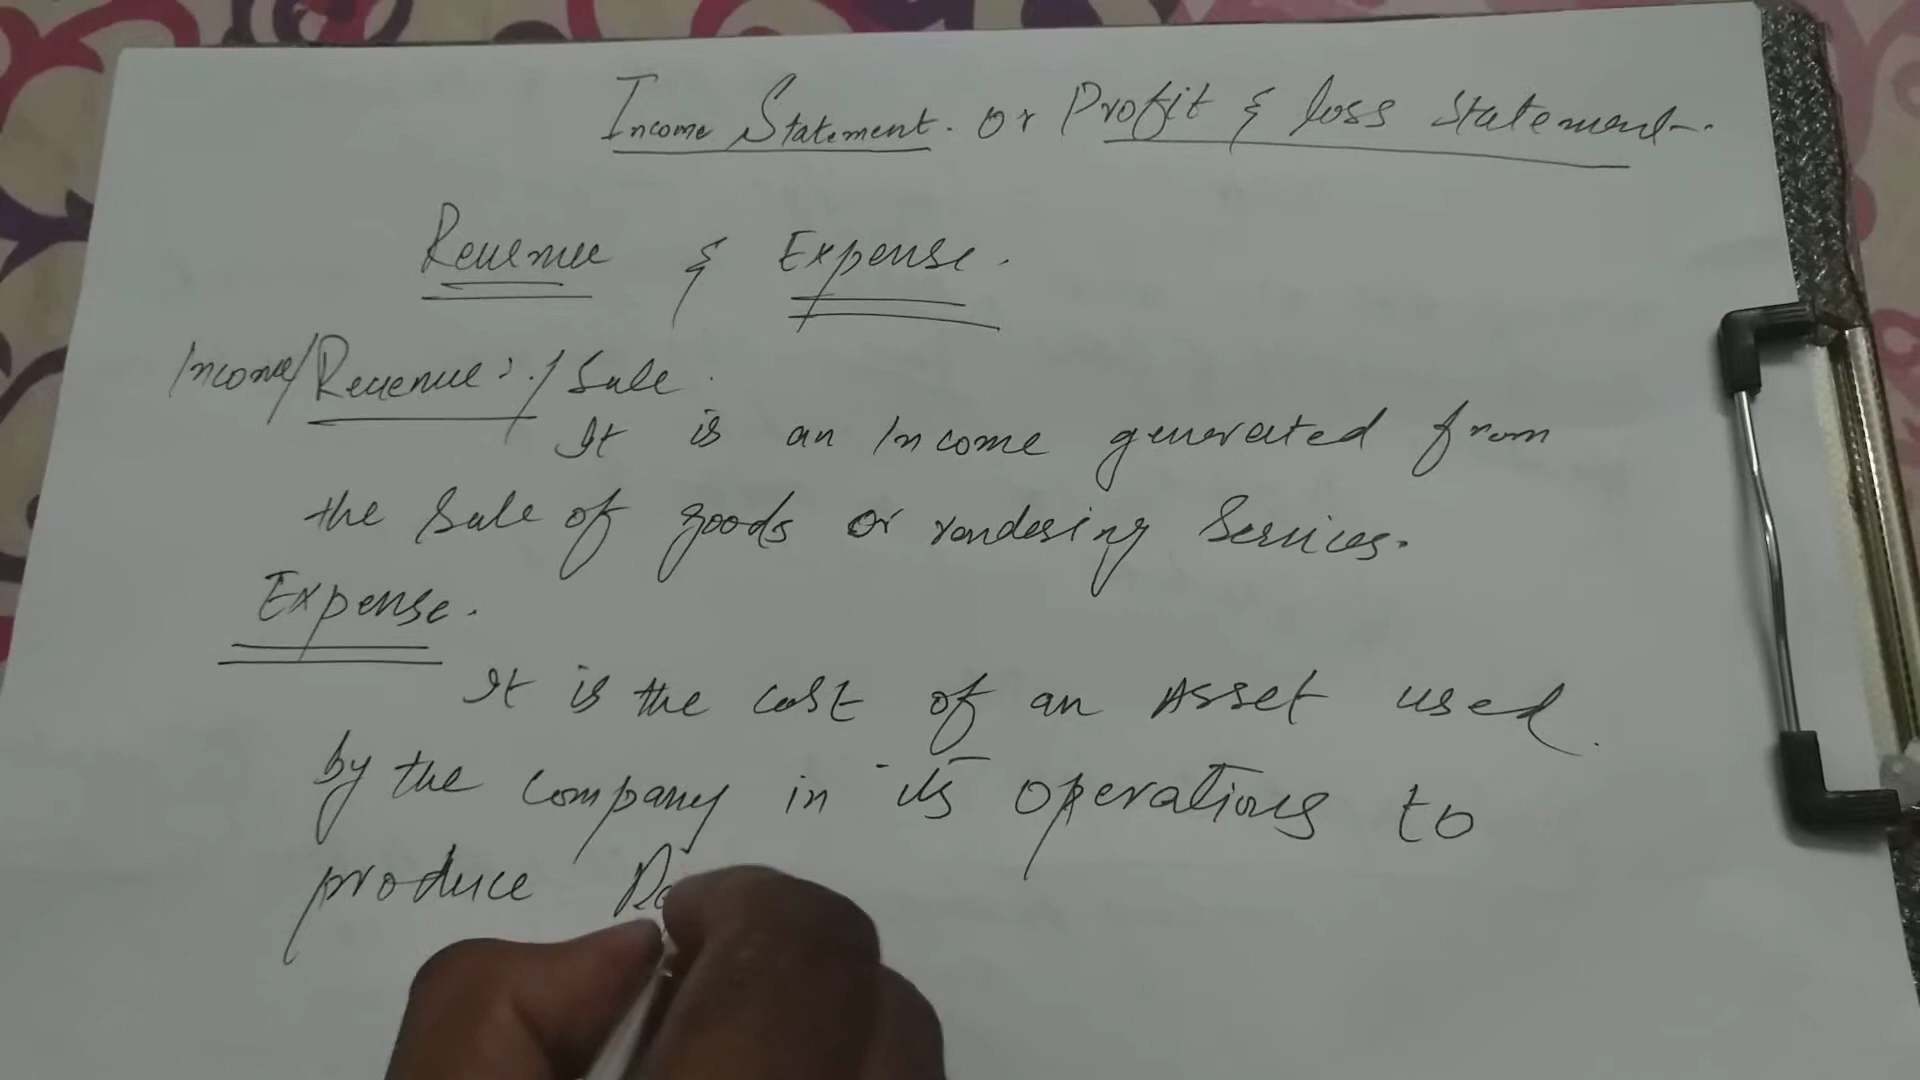 Income Statement. or Profit & loss Statement.
Revenue & Expense.
Income/Revenue:./Sale.
It is an Income generated from
the Sale of goods or rendering Services.
Expense.
It is the cost of an Asset used.
by the company in its operations to
produce Re